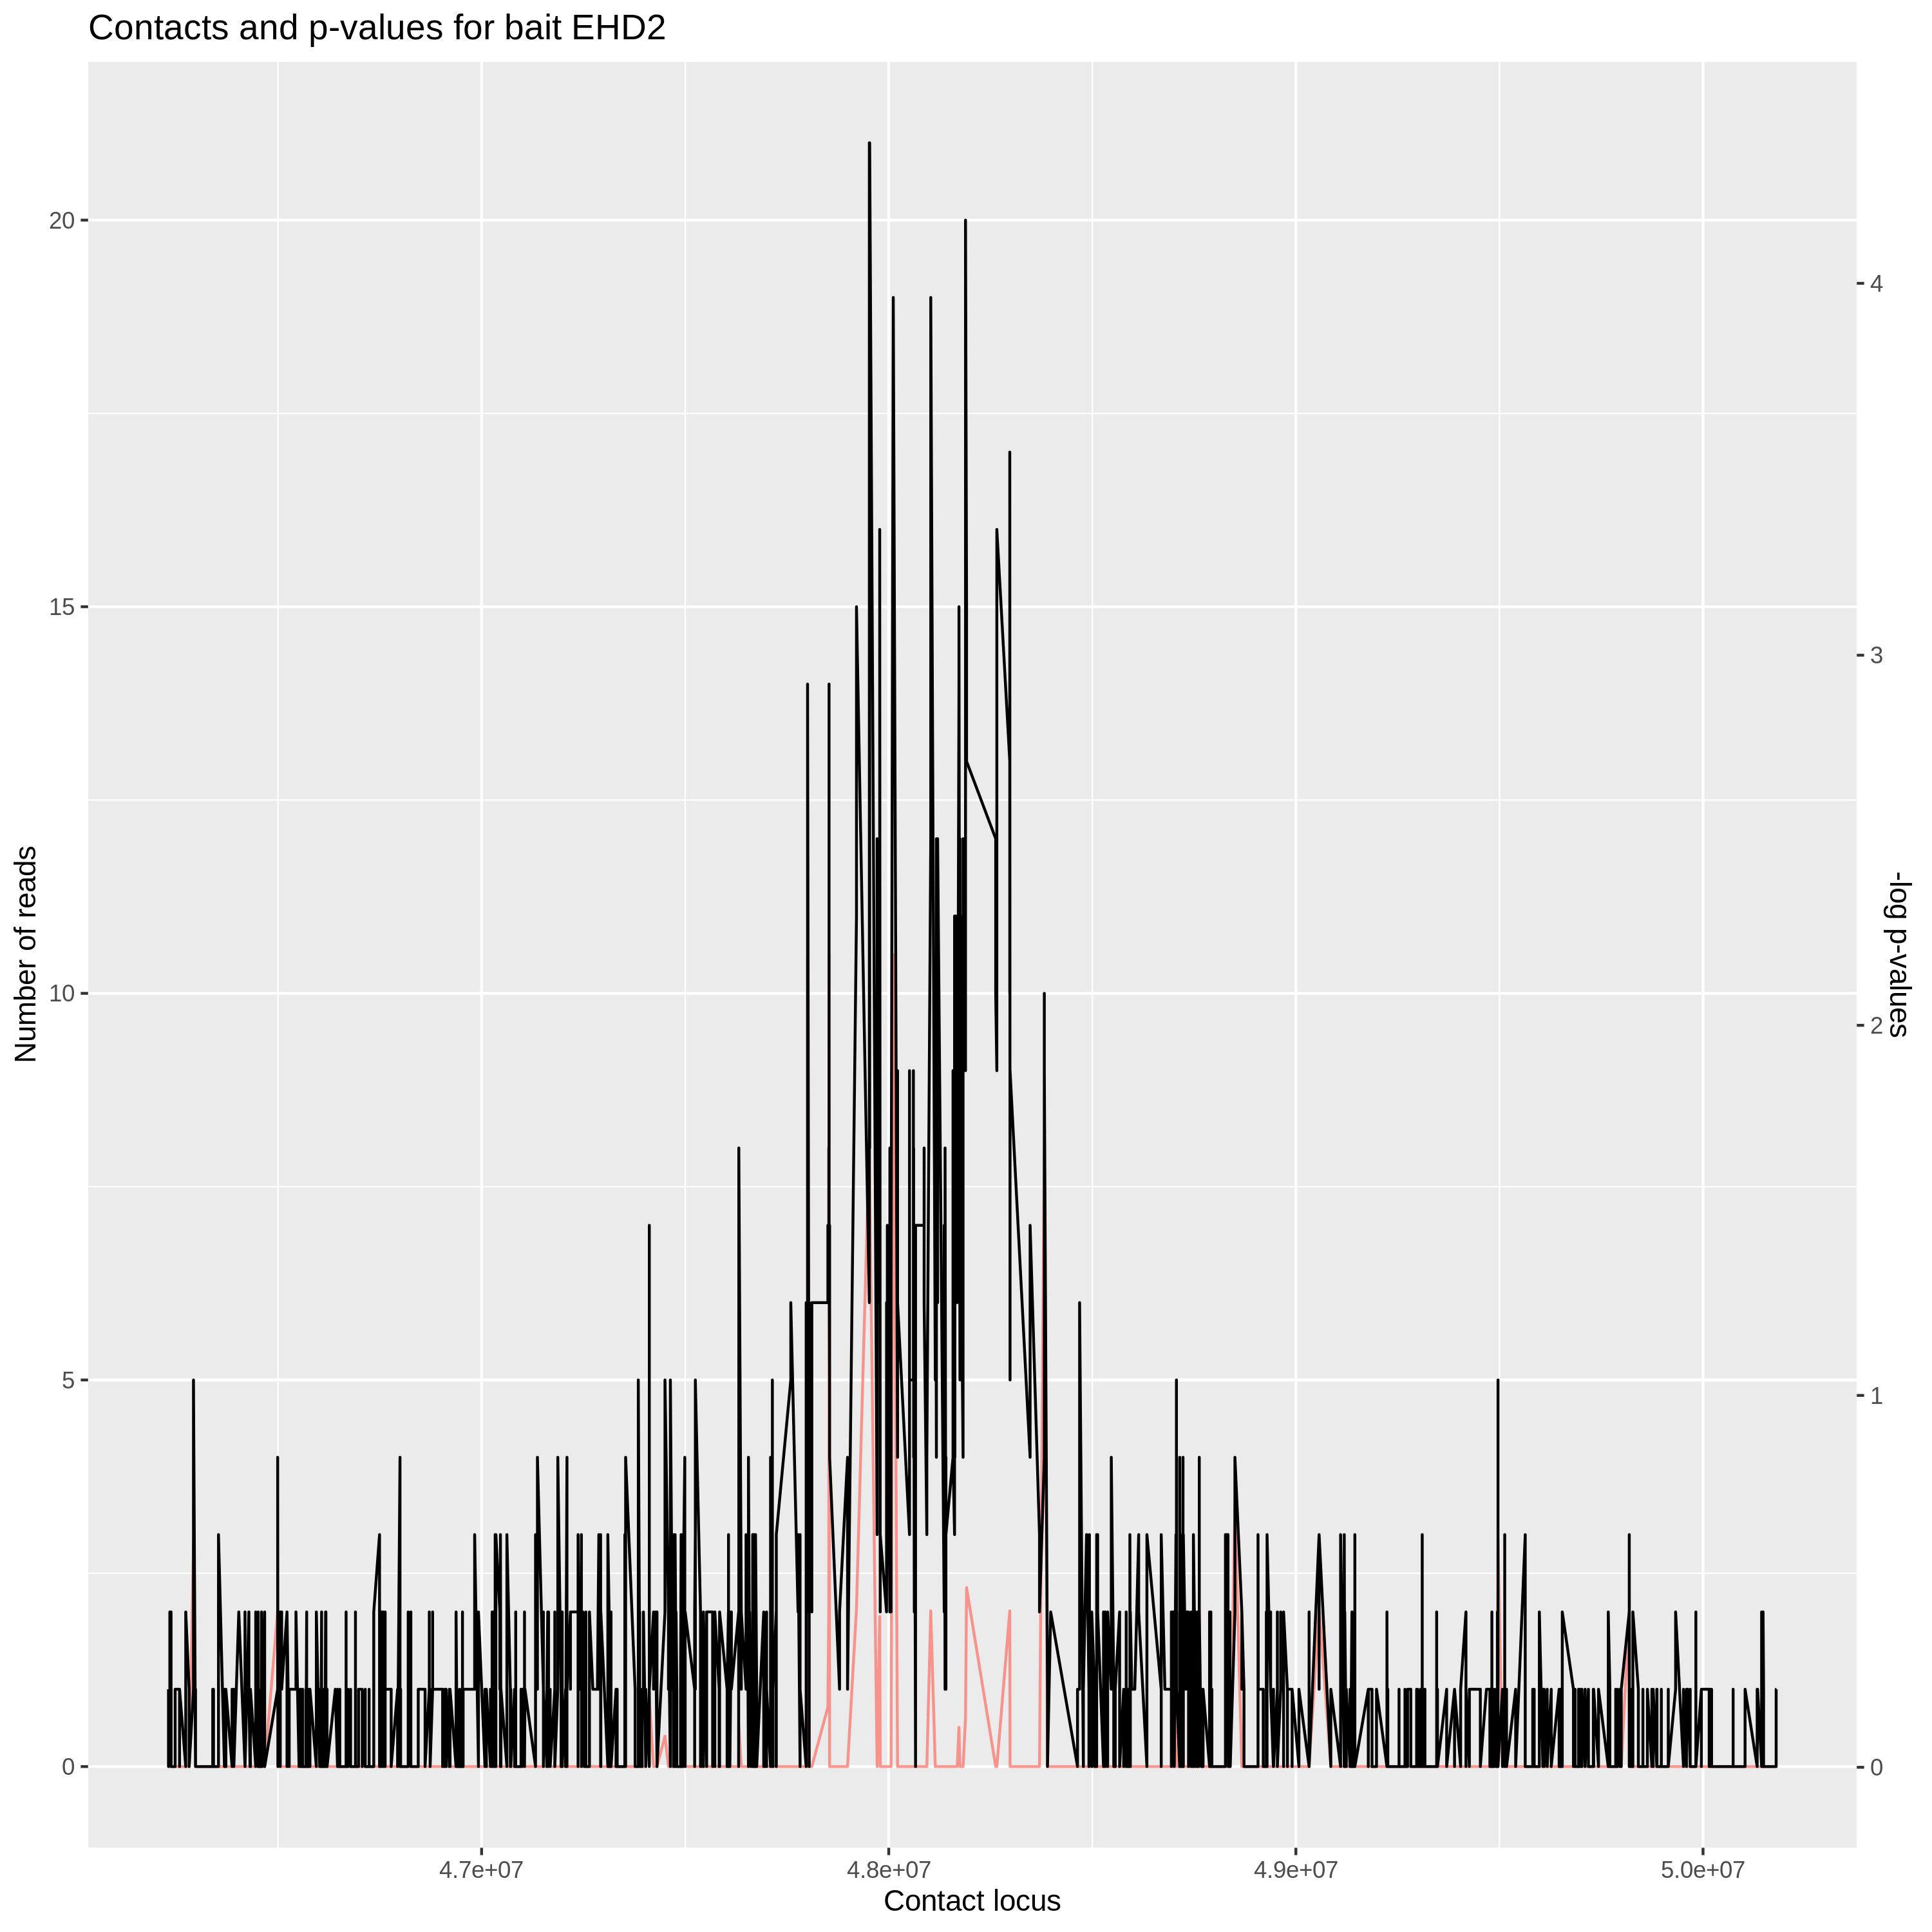 Contacts and p-values for bait EHD2
20
15
10
5
0
Number of reads
4
3
2
1
0
-log p-values
4.7e+07
4.8e+07
4.9e+07
5.0e+07
Contact locus